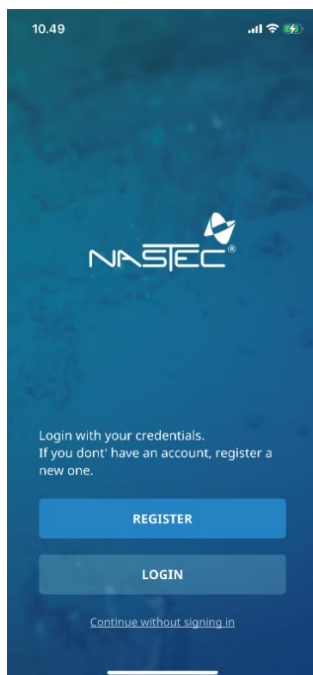 10.49
NASTEC®
Login with your credentials.
If you dont' have an account, register a
new one.
REGISTER
LOGIN
Continue without signing in